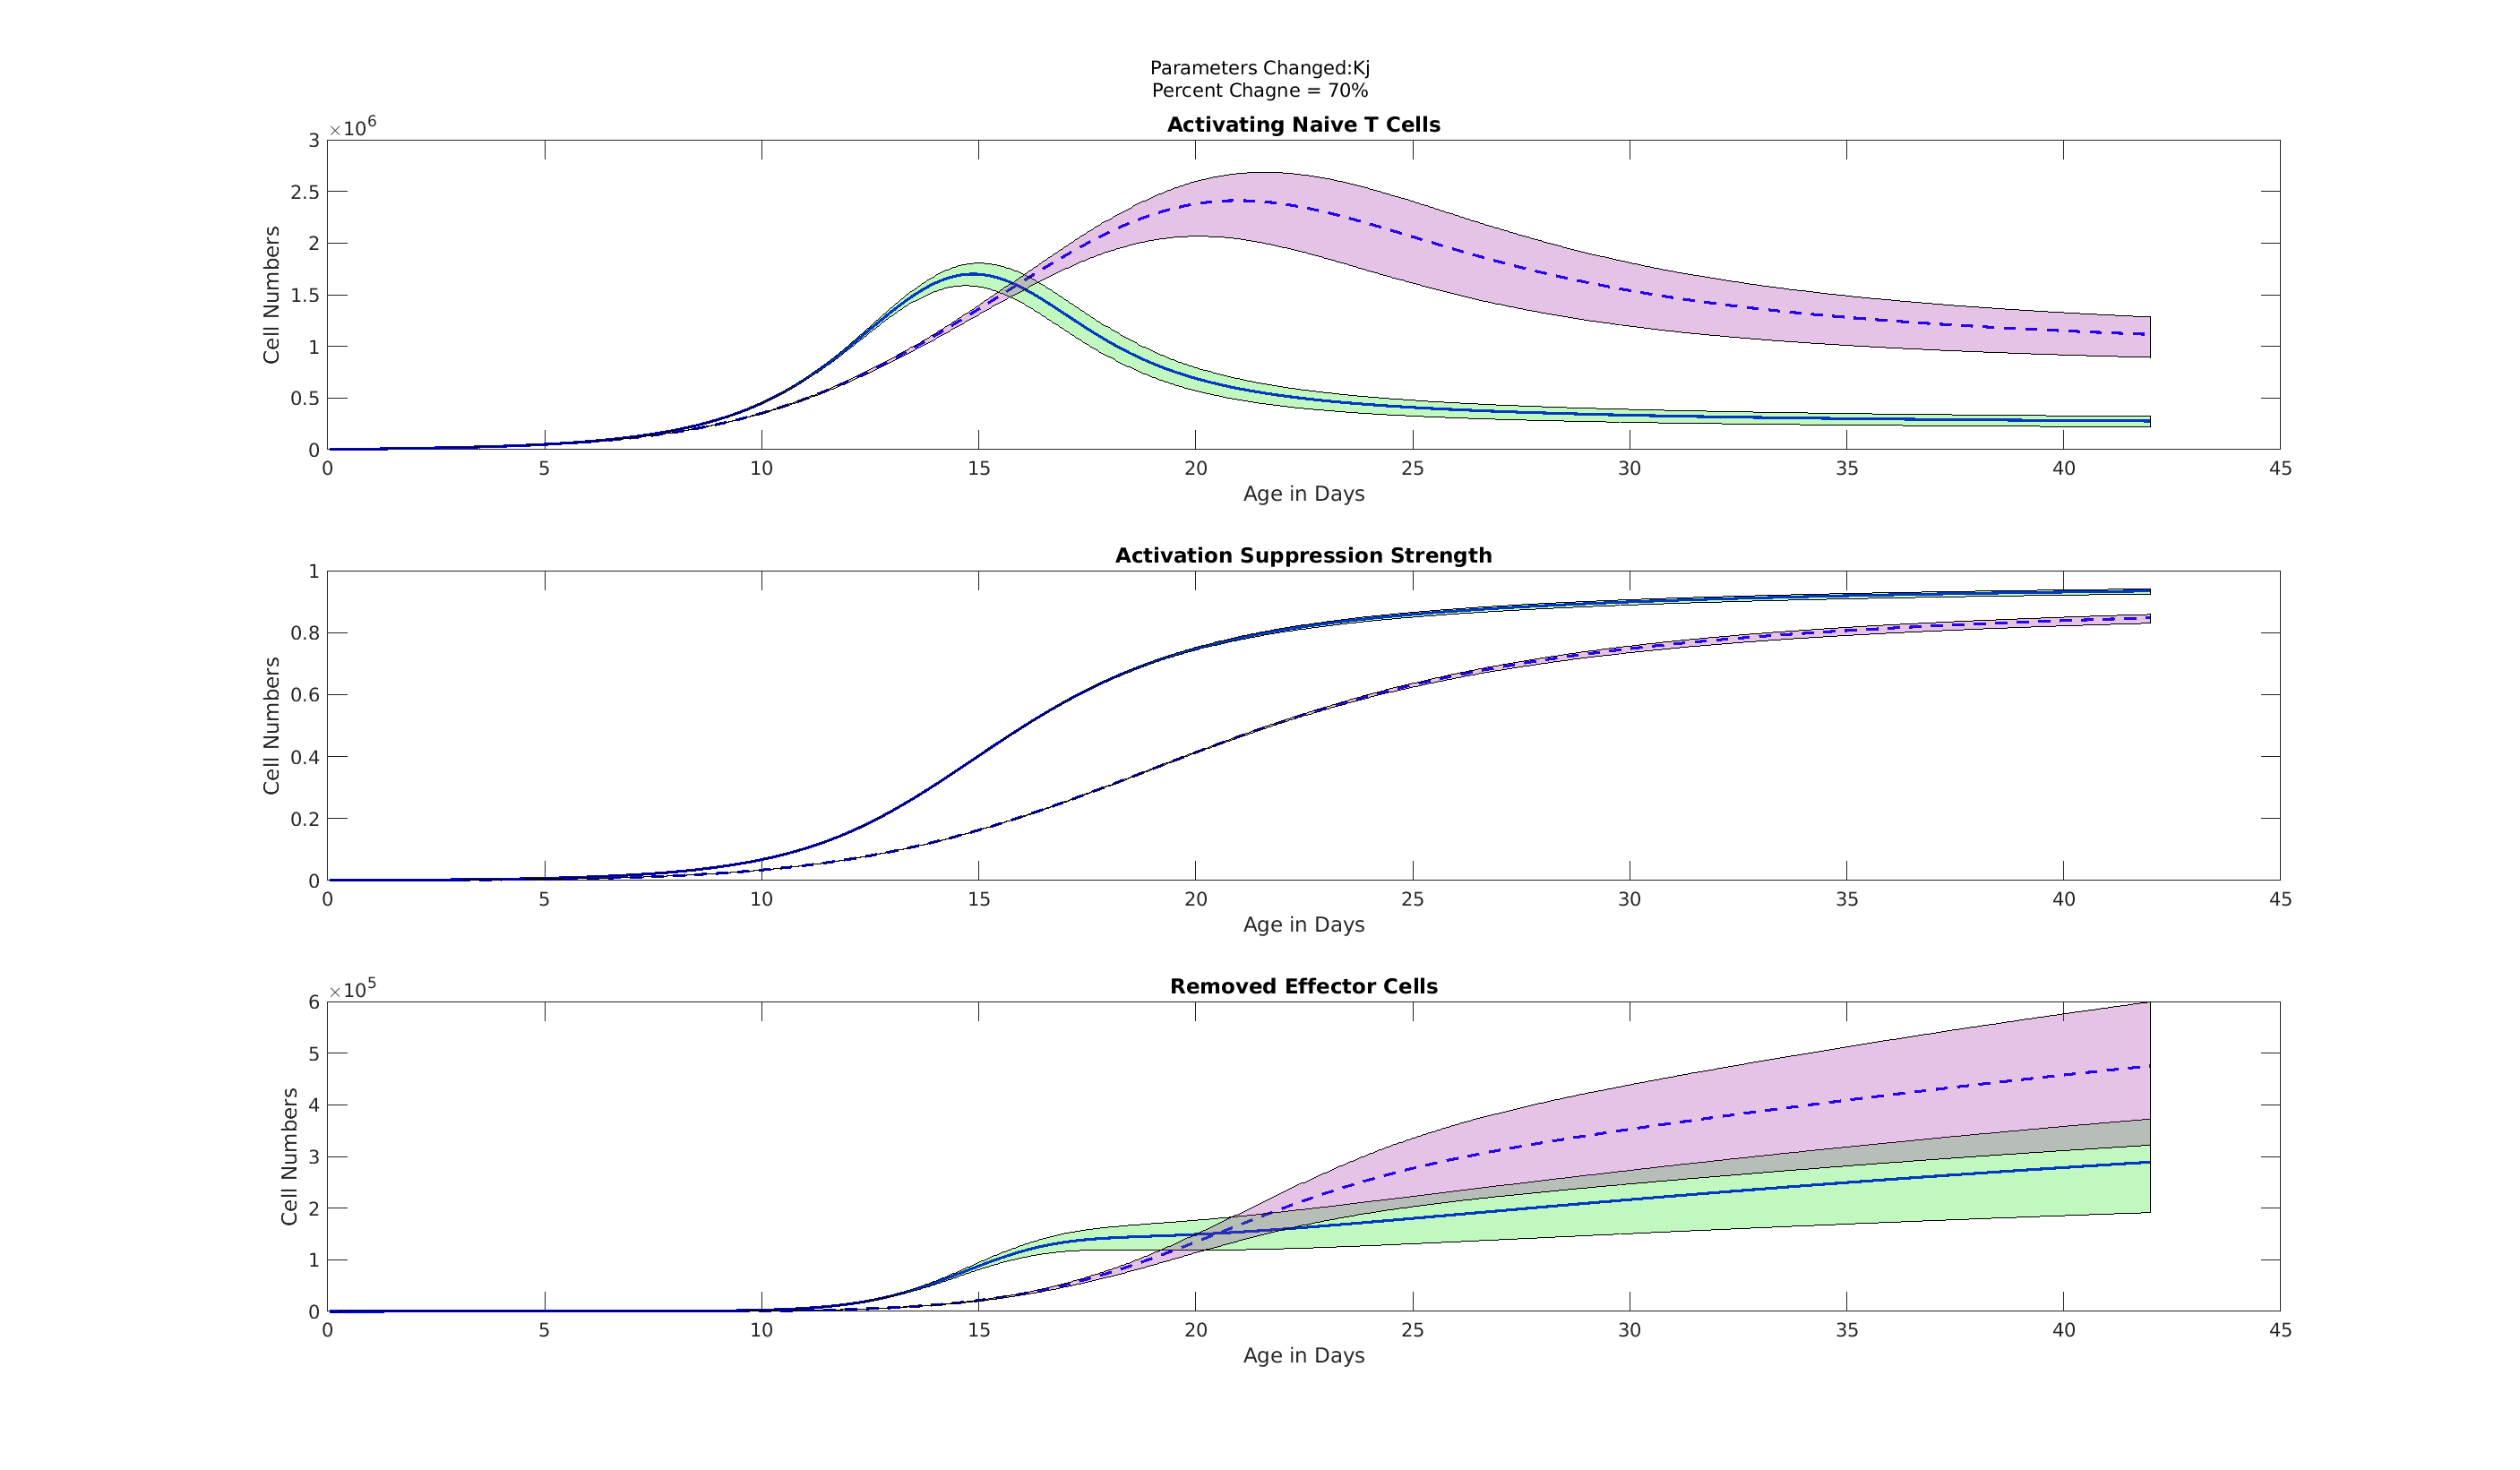 Parameters Changed:Kj
Percent Chagne = 70%
Activating Naive T Cells
×10^6
3
2.5
2
1.5
1
0.5
0
Cell Numbers
0 5 10 15 20 25 30 35 40 45
Age in Days
Activation Suppression Strength
1
0.8
0.6
0.4
0.2
0
Cell Numbers
0 5 10 15 20 25 30 35 40 45
Age in Days
Removed Effector Cells
×10^5
6
5
4
3
2
1
0
Cell Numbers
0 5 10 15 20 25 30 35 40 45
Age in Days